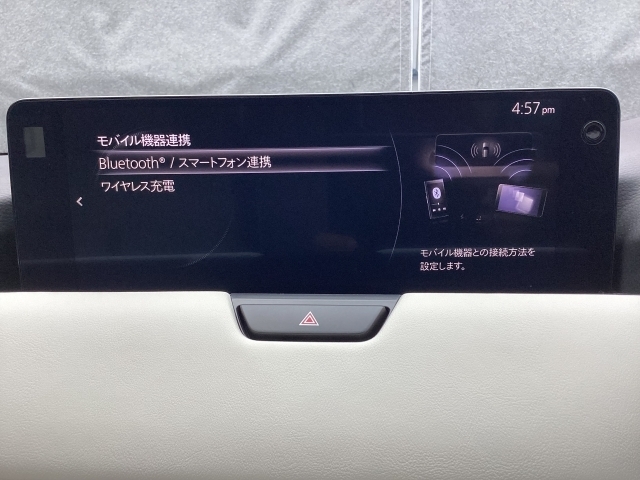 4:57 pm
モバイル機器連携
Bluetooth® / スマートフォン連携
ワイヤレス充電
モバイル機器との接続方法を
設定します。